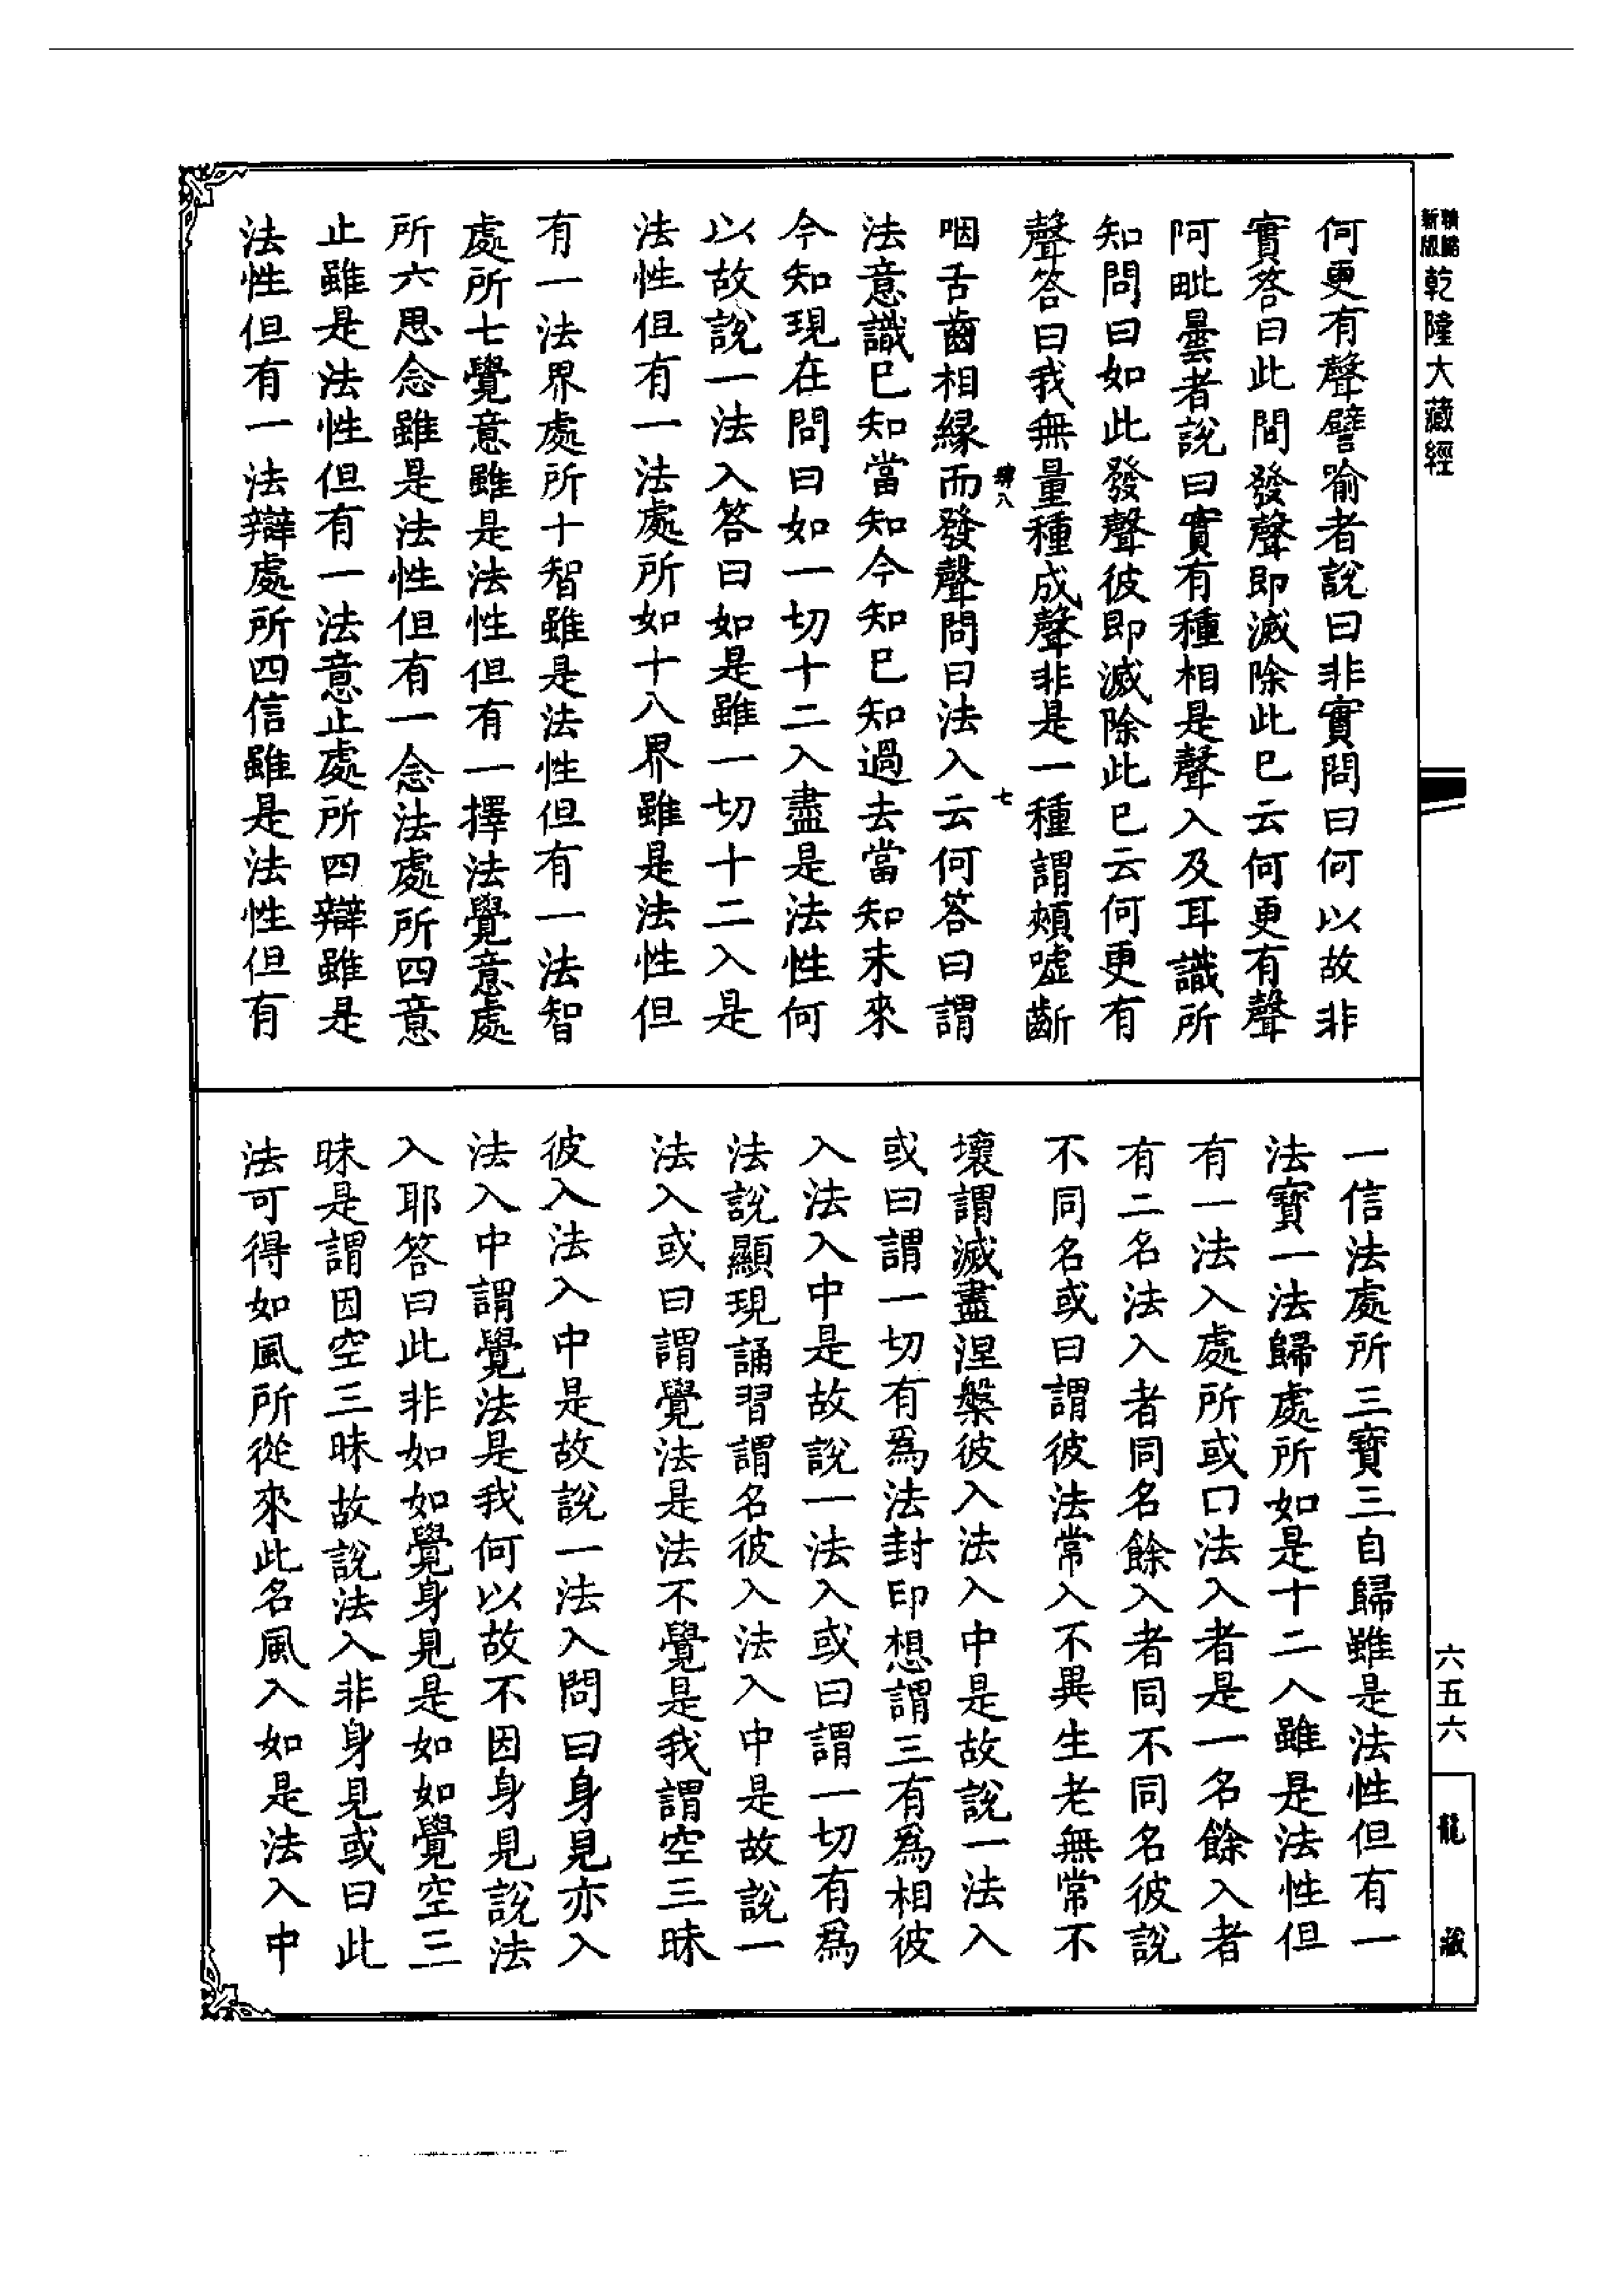 精縮新版乾隆大藏經
何更有聲譬喻者說曰非實問曰何以故非
實答曰此間發聲即滅除此巳云何更有聲
阿毗曇者說曰實有種相是聲入及耳識所
知問曰如此發聲彼即滅除此巳云何更有
聲答曰我無量種成聲非是一種謂頰噓齗
八 七
咽舌齒相緣而發聲問曰法入云何答曰謂
法意識巳知當知今知巳知過去當知未來
今知現在問曰如一切十二入盡是法性何
以故說一法入答曰如是雖一切十二入是
法性但有一法處所如十八界雖是法性但
有一法界處所十智雖是法性但有一法智
處所七覺意雖是法性但有一擇法覺意處
所六思念雖是法性但有一念法處所四意
止雖是法性但有一法意止處所四辯雖是
法性但有一法辯處所四信雖是法性但有
一信法處所三寶三自歸雖是法性但有一
法寶一法歸處所如是十二入雖是法性但
有一法入處所或曰法入者是一名餘入者
有二名法入者同名餘入者同不同名彼說
不同名或曰謂彼法常入不異生老無常不
壞謂滅盡涅槃彼入法入中是故說一法入
或曰謂一切有為法封印想謂三有為相彼
入法入中是故說一法入或曰謂一切有為
法說顯現誦習謂名彼入法入中是故說一
法入或曰謂覺法是法不覺是我謂空三昧
彼入法入中是故說一法入問曰身見亦入
法入中謂覺法是我何以故不因身見說法
入耶答曰此非如如覺身見是如如覺空三
昧是謂因空三昧故說法入非身見或曰此
法可得如風所從來此名風入如是法入中
六五六
龍藏